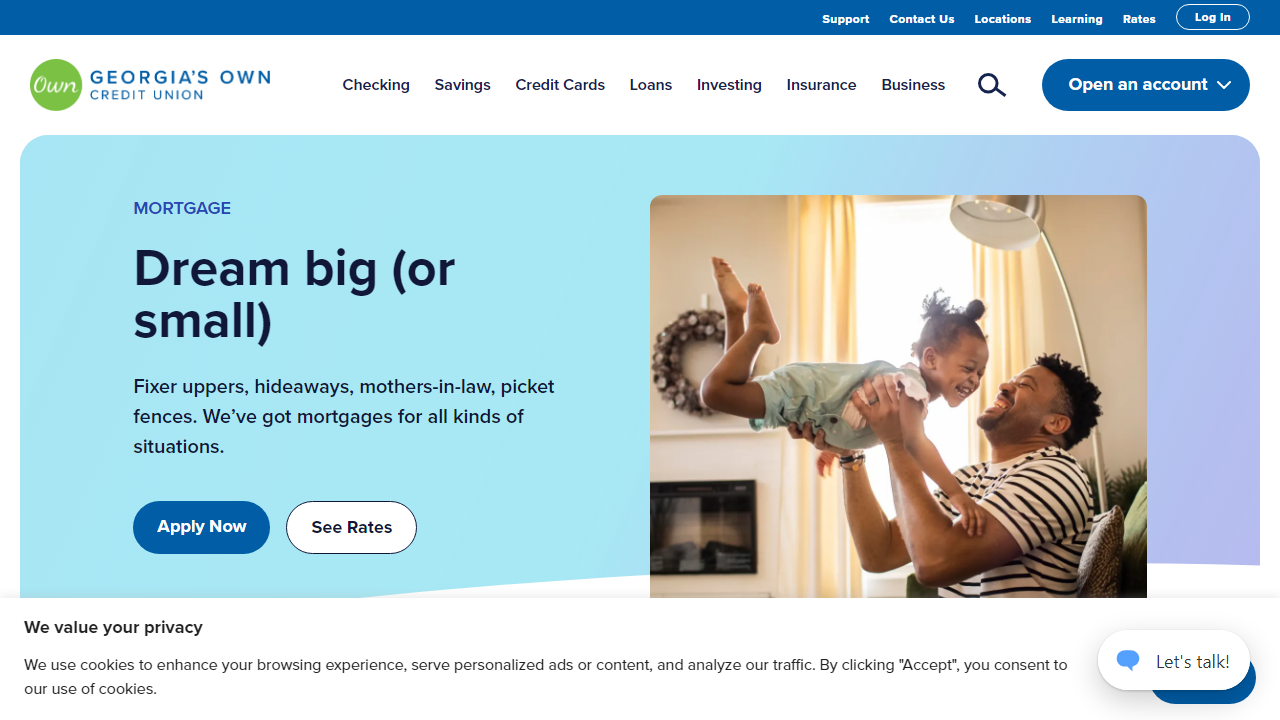 Support Contact Us Locations Learning Rates Log In
Own GEORGIA'S OWN
CREDIT UNION
Checking Savings Credit Cards Loans Investing Insurance Business Open an account
MORTGAGE
Dream big (or
small)
Fixer uppers, hideaways, mothers-in-law, picket
fences. We’ve got mortgages for all kinds of
situations.
Apply Now See Rates
We value your privacy
We use cookies to enhance your browsing experience, serve personalized ads or content, and analyze our traffic. By clicking "Accept", you consent to
our use of cookies.
Let's talk!